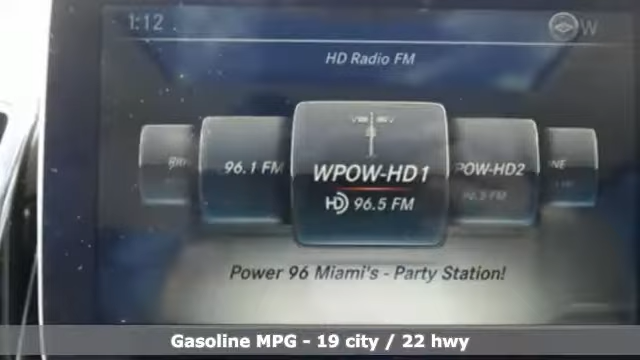 1:12 W
HD Radio FM
96.1 FM WPOW-HD1 POW-HD2
HD 96.5 FM
Power 96 Miami's - Party Station!
Gasoline MPG - 19 city / 22 hwy